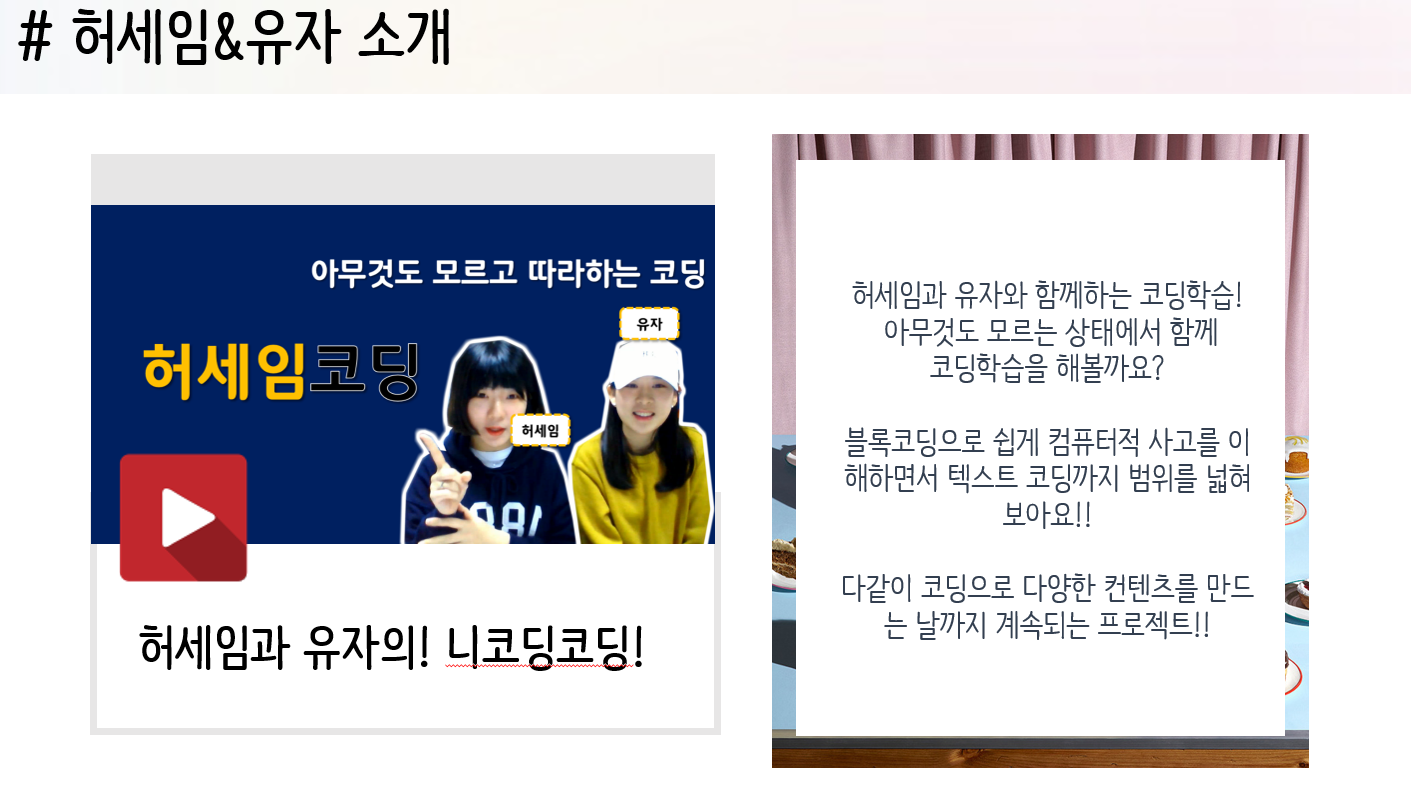 # 허세임&유자 소개
아무것도 모르고 따라하는 코딩
유자
허세임코딩
허세임
허세임과 유자의! 니코딩코딩!
허세임과 유자와 함께하는 코딩학습!
아무것도 모르는 상태에서 함께
코딩학습을 해볼까요?
블록코딩으로 쉽게 컴퓨터적 사고를 이
해하면서 텍스트 코딩까지 범위를 넓혀
보아요!!
다같이 코딩으로 다양한 컨텐츠를 만드
는 날까지 계속되는 프로젝트!!